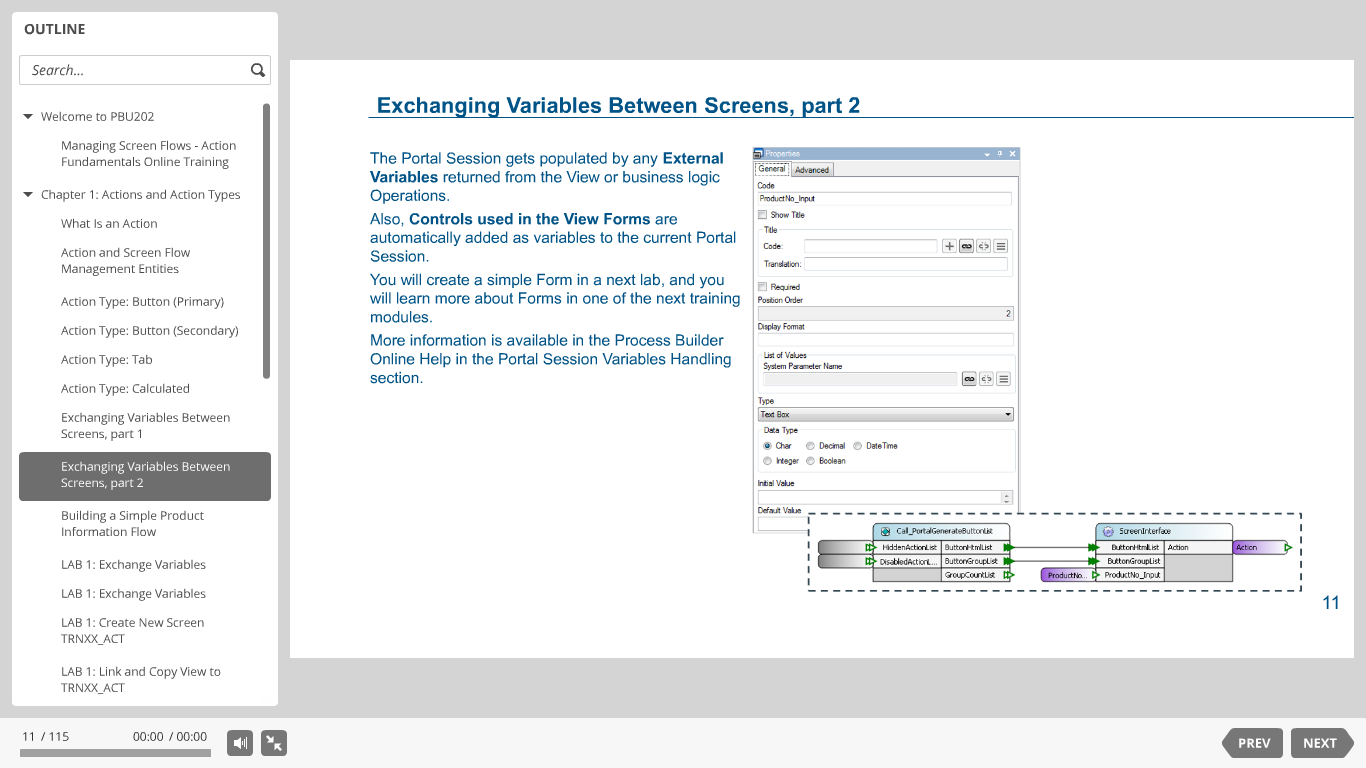 OUTLINE
Search...
Welcome to PBU202
Managing Screen Flows - Action
Fundamentals Online Training
Chapter 1: Actions and Action Types
What Is an Action
Action and Screen Flow
Management Entities
Action Type: Button (Primary)
Action Type: Button (Secondary)
Action Type: Tab
Action Type: Calculated
Exchanging Variables Between
Screens, part 1
Exchanging Variables Between
Screens, part 2
Building a Simple Product
Information Flow
LAB 1: Exchange Variables
LAB 1: Exchange Variables
LAB 1: Create New Screen
TRNXX_ACT
LAB 1: Link and Copy View to
TRNXX_ACT
Exchanging Variables Between Screens, part 2
The Portal Session gets populated by any External
Variables returned from the View or business logic
Operations.
Also, Controls used in the View Forms are
automatically added as variables to the current Portal
Session.
You will create a simple Form in a next lab, and you
will learn more about Forms in one of the next training
modules.
More information is available in the Process Builder
Online Help in the Portal Session Variables Handling
section.
Properties
General Advanced
Code
ProductNo_Input
Show Title
Title
Code:
Translation:
Required
Position Order
2
Display Format
List of Values
System Parameter Name
Type
Text Box
Data Type
Char Decimal DateTime
Integer Boolean
Initial Value
Default Value
Call_PortalGenerateButtonList
HiddenActionList ButtonHtmlList
DisabledActionL... ButtonGroupList
GroupCountList
ScreenInterface
ButtonHtmlList Action Action
ButtonGroupList
ProductNo... ProductNo_Input
11
11 / 115 00:00 / 00:00
PREV NEXT